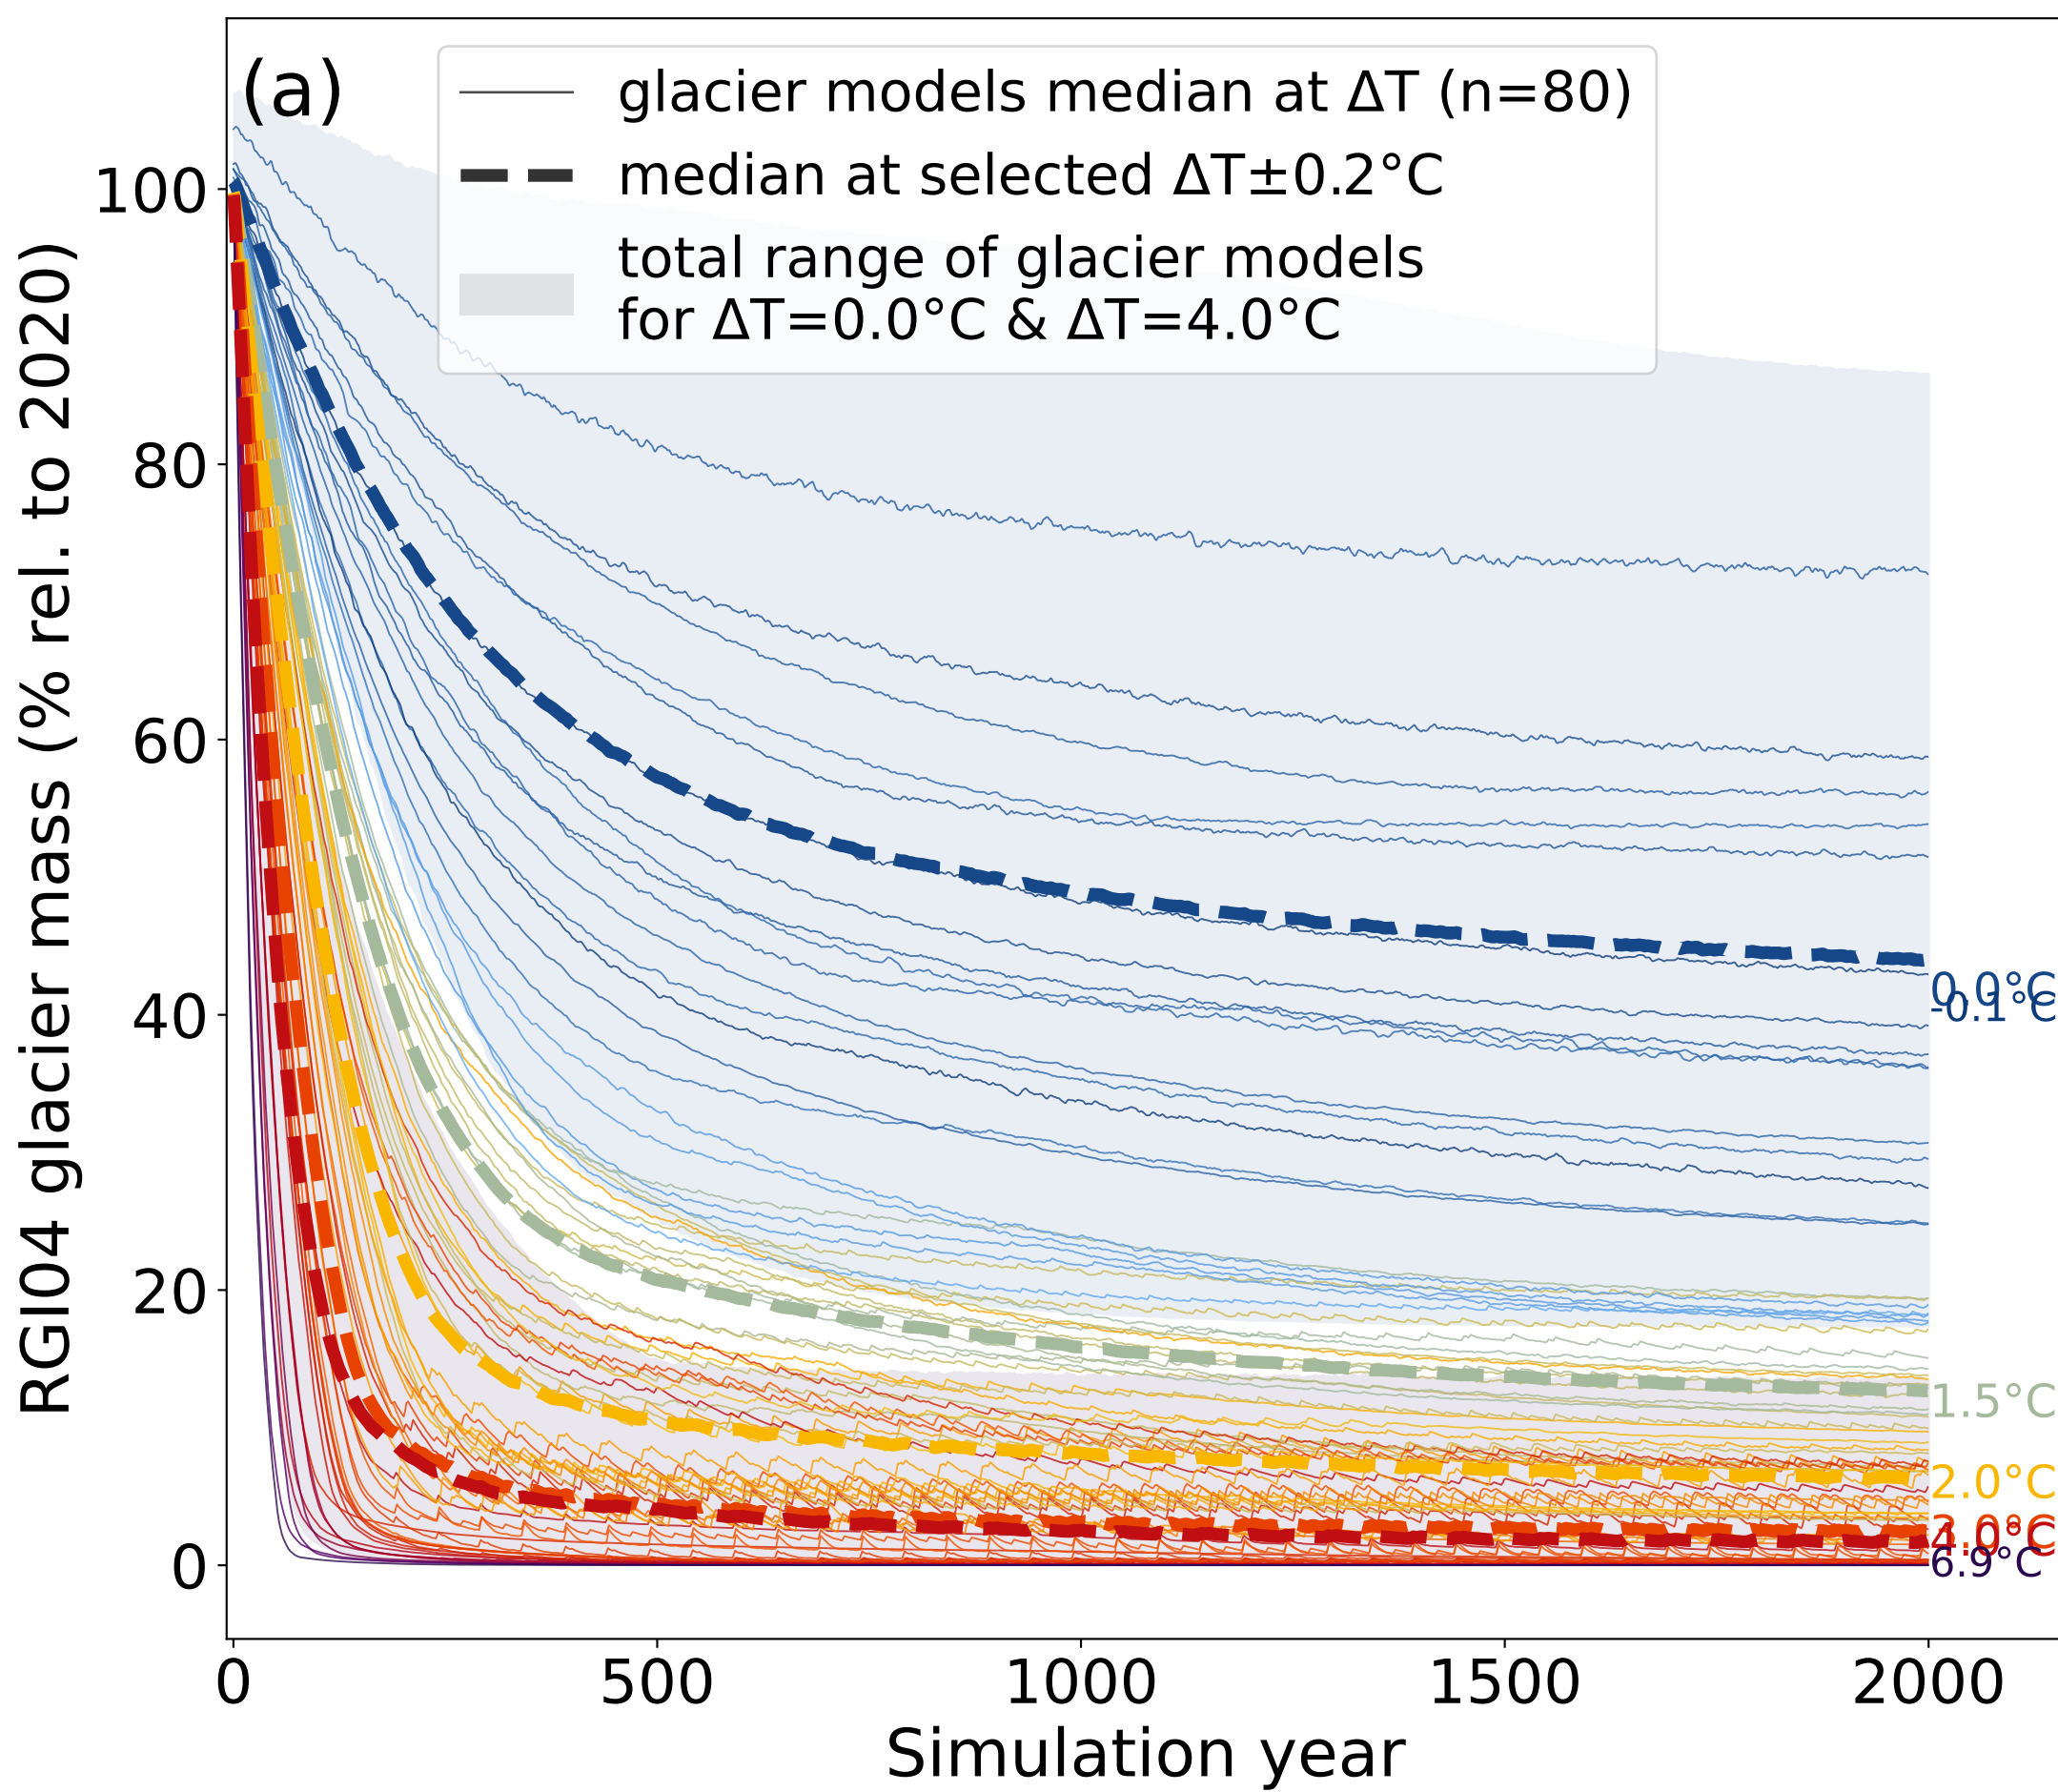 (a)
glacier models median at ΔT (n=80)
median at selected ΔT±0.2°C
total range of glacier models
for ΔT=0.0°C & ΔT=4.0°C
RGI04 glacier mass (% rel. to 2020)
100
80
60
40
20
0
0.0°C
-0.1°C
1.5°C
2.0°C
4.0°C
6.9°C
0
500
1000
1500
2000
Simulation year